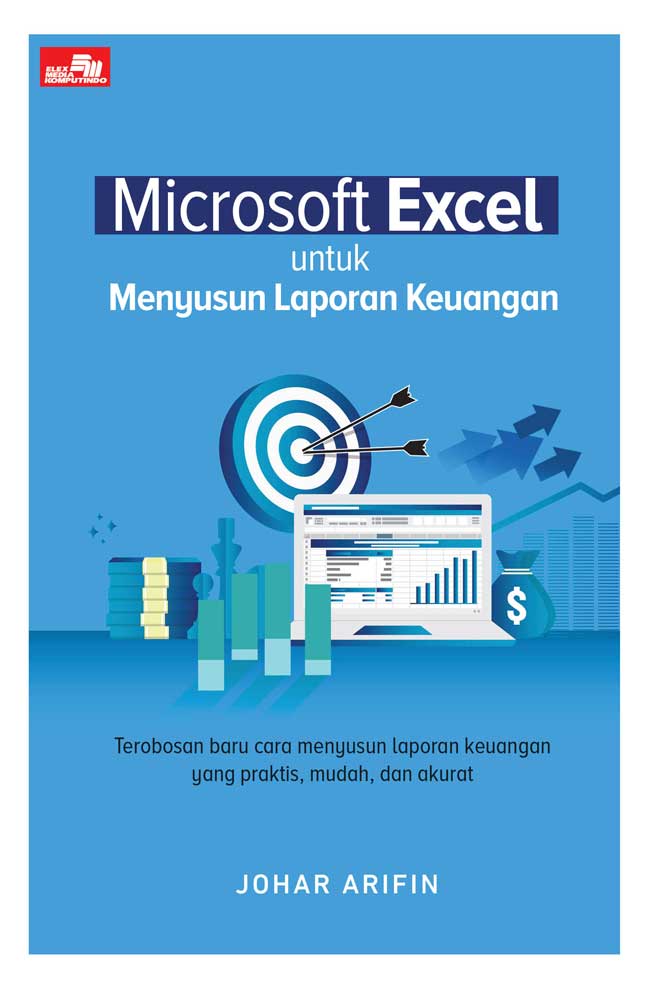 ELEX
MEDIA
KOMPUTINDO
Microsoft Excel
untuk
Menyusun Laporan Keuangan
$
Terobosan baru cara menyusun laporan keuangan
yang praktis, mudah, dan akurat
JOHAR ARIFIN